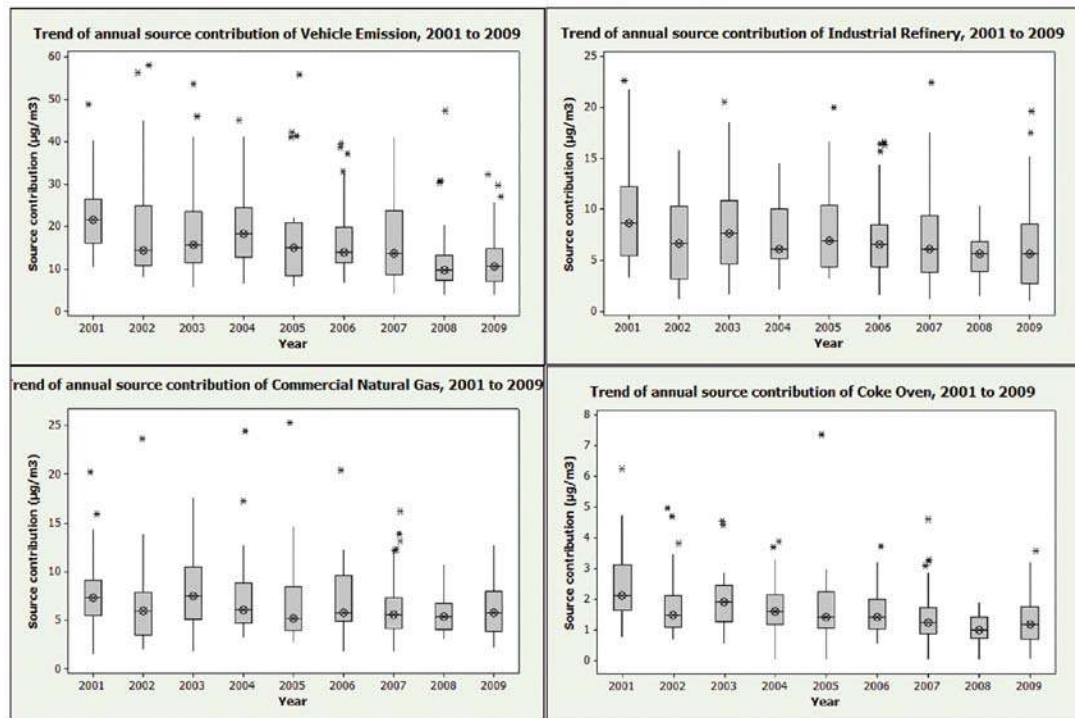 Trend of annual source contribution of Vehicle Emission, 2001 to 2009
60
50
40
30
20
10
0
Source contribution (µg/m3)
2001 2002 2003 2004 2005 2006 2007 2008 2009
Year
Trend of annual source contribution of Industrial Refinery, 2001 to 2009
25
20
15
10
5
0
Source contribution (µg/m3)
2001 2002 2003 2004 2005 2006 2007 2008 2009
Year
rend of annual source contribution of Commercial Natural Gas, 2001 to 2009
25
20
15
10
5
0
Source contribution (µg/m3)
2001 2002 2003 2004 2005 2006 2007 2008 2009
Year
Trend of annual source contribution of Coke Oven, 2001 to 2009
8
7
6
5
4
3
2
1
0
Source contribution (µg/m3)
2001 2002 2003 2004 2005 2006 2007 2008 2009
Year